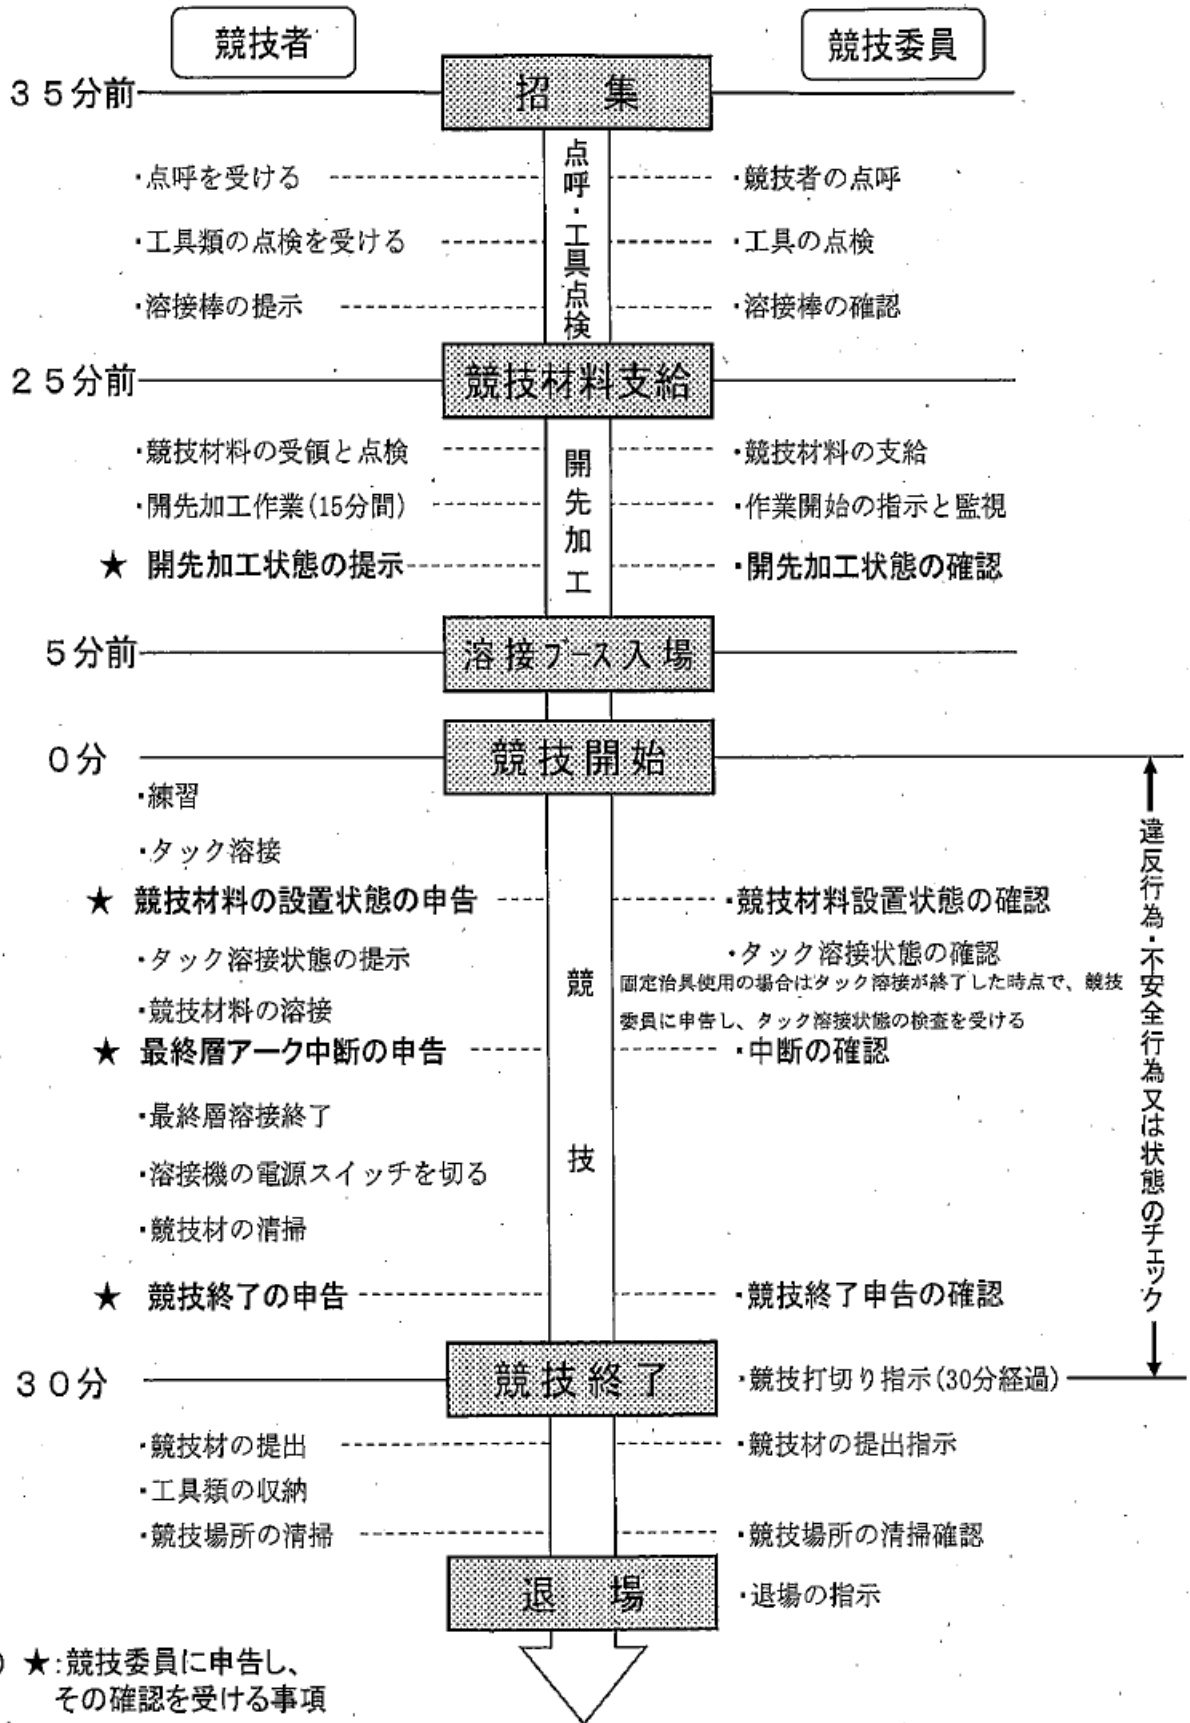 競技者
競技委員
35分前
招 集
点呼・工具点検
・点呼を受ける
・競技者の点呼
・工具類の点検を受ける
・工具の点検
・溶接棒の提示
・溶接棒の確認
25分前
競技材料支給
開先加工
・競技材料の受領と点検
・競技材料の支給
・開先加工作業(15分間)
・作業開始の指示と監視
★ 開先加工状態の提示
・開先加工状態の確認
5分前
溶接ブース入場
0分
競技開始
・練習
・タック溶接
★ 競技材料の設置状態の申告
・競技材料設置状態の確認
・タック溶接状態の提示
・タック溶接状態の確認
固定治具使用の場合はタック溶接が終了した時点で、競技
委員に申告し、タック溶接状態の検査を受ける
・競技材料の溶接
★ 最終層アーク中断の申告
・中断の確認
競技
・最終層溶接終了
・溶接機の電源スイッチを切る
・競技材の清掃
★ 競技終了の申告
・競技終了申告の確認
違反行為・不安全行為又は状態のチェック
30分
競技終了
・競技打切り指示(30分経過)
・競技材の提出
・競技材の提出指示
・工具類の収納
・競技場所の清掃
・競技場所の清掃確認
退 場
・退場の指示
) ★:競技委員に申告し、
その確認を受ける事項